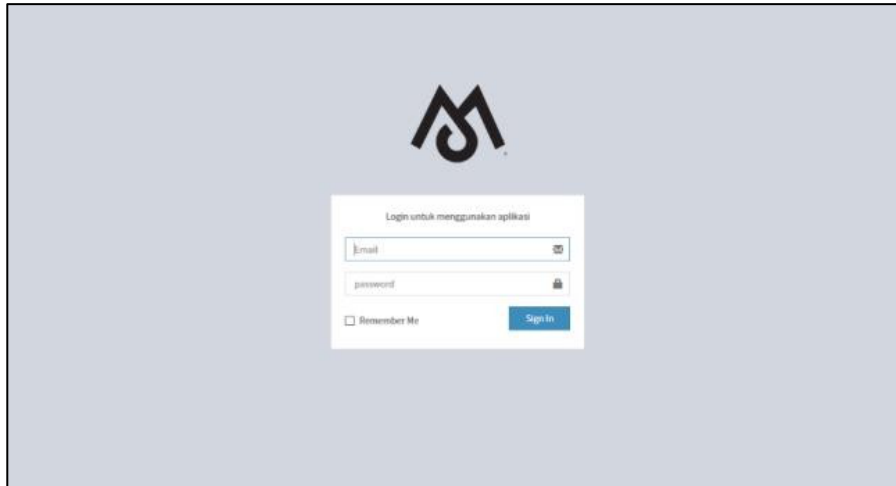 Login untuk menggunakan aplikasi
Email
password
Remember Me
Sign In